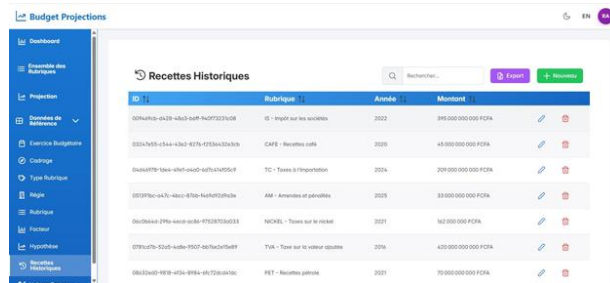 Budget Projections
EN
RA
Dashboard
Ensemble des
Rubriques
Projection
Données de
Référence
Exercice Budgétaire
Cadrage
Type Rubrique
Régie
Rubrique
Facteur
Hypothèse
Recettes
Historiques
Recettes Historiques
Rechercher...
Export
Nouveau
ID
Rubrique
Année
Montant
IS - Impôt sur les sociétés
2022
395 000 000 000 FCFA
CAFE - Recettes café
2020
45 000 000 000 FCFA
TC - Taxes à l'importation
2024
209 000 000 000 FCFA
AM - Amendes et pénalités
2025
33 000 000 000 FCFA
NICKEL - Taxes sur le nickel
2021
162 000 000 FCFA
TVA - Taxe sur la valeur ajoutée
2016
420 000 000 000 FCFA
PET - Recettes pétrole
2021
70 000 000 000 FCFA